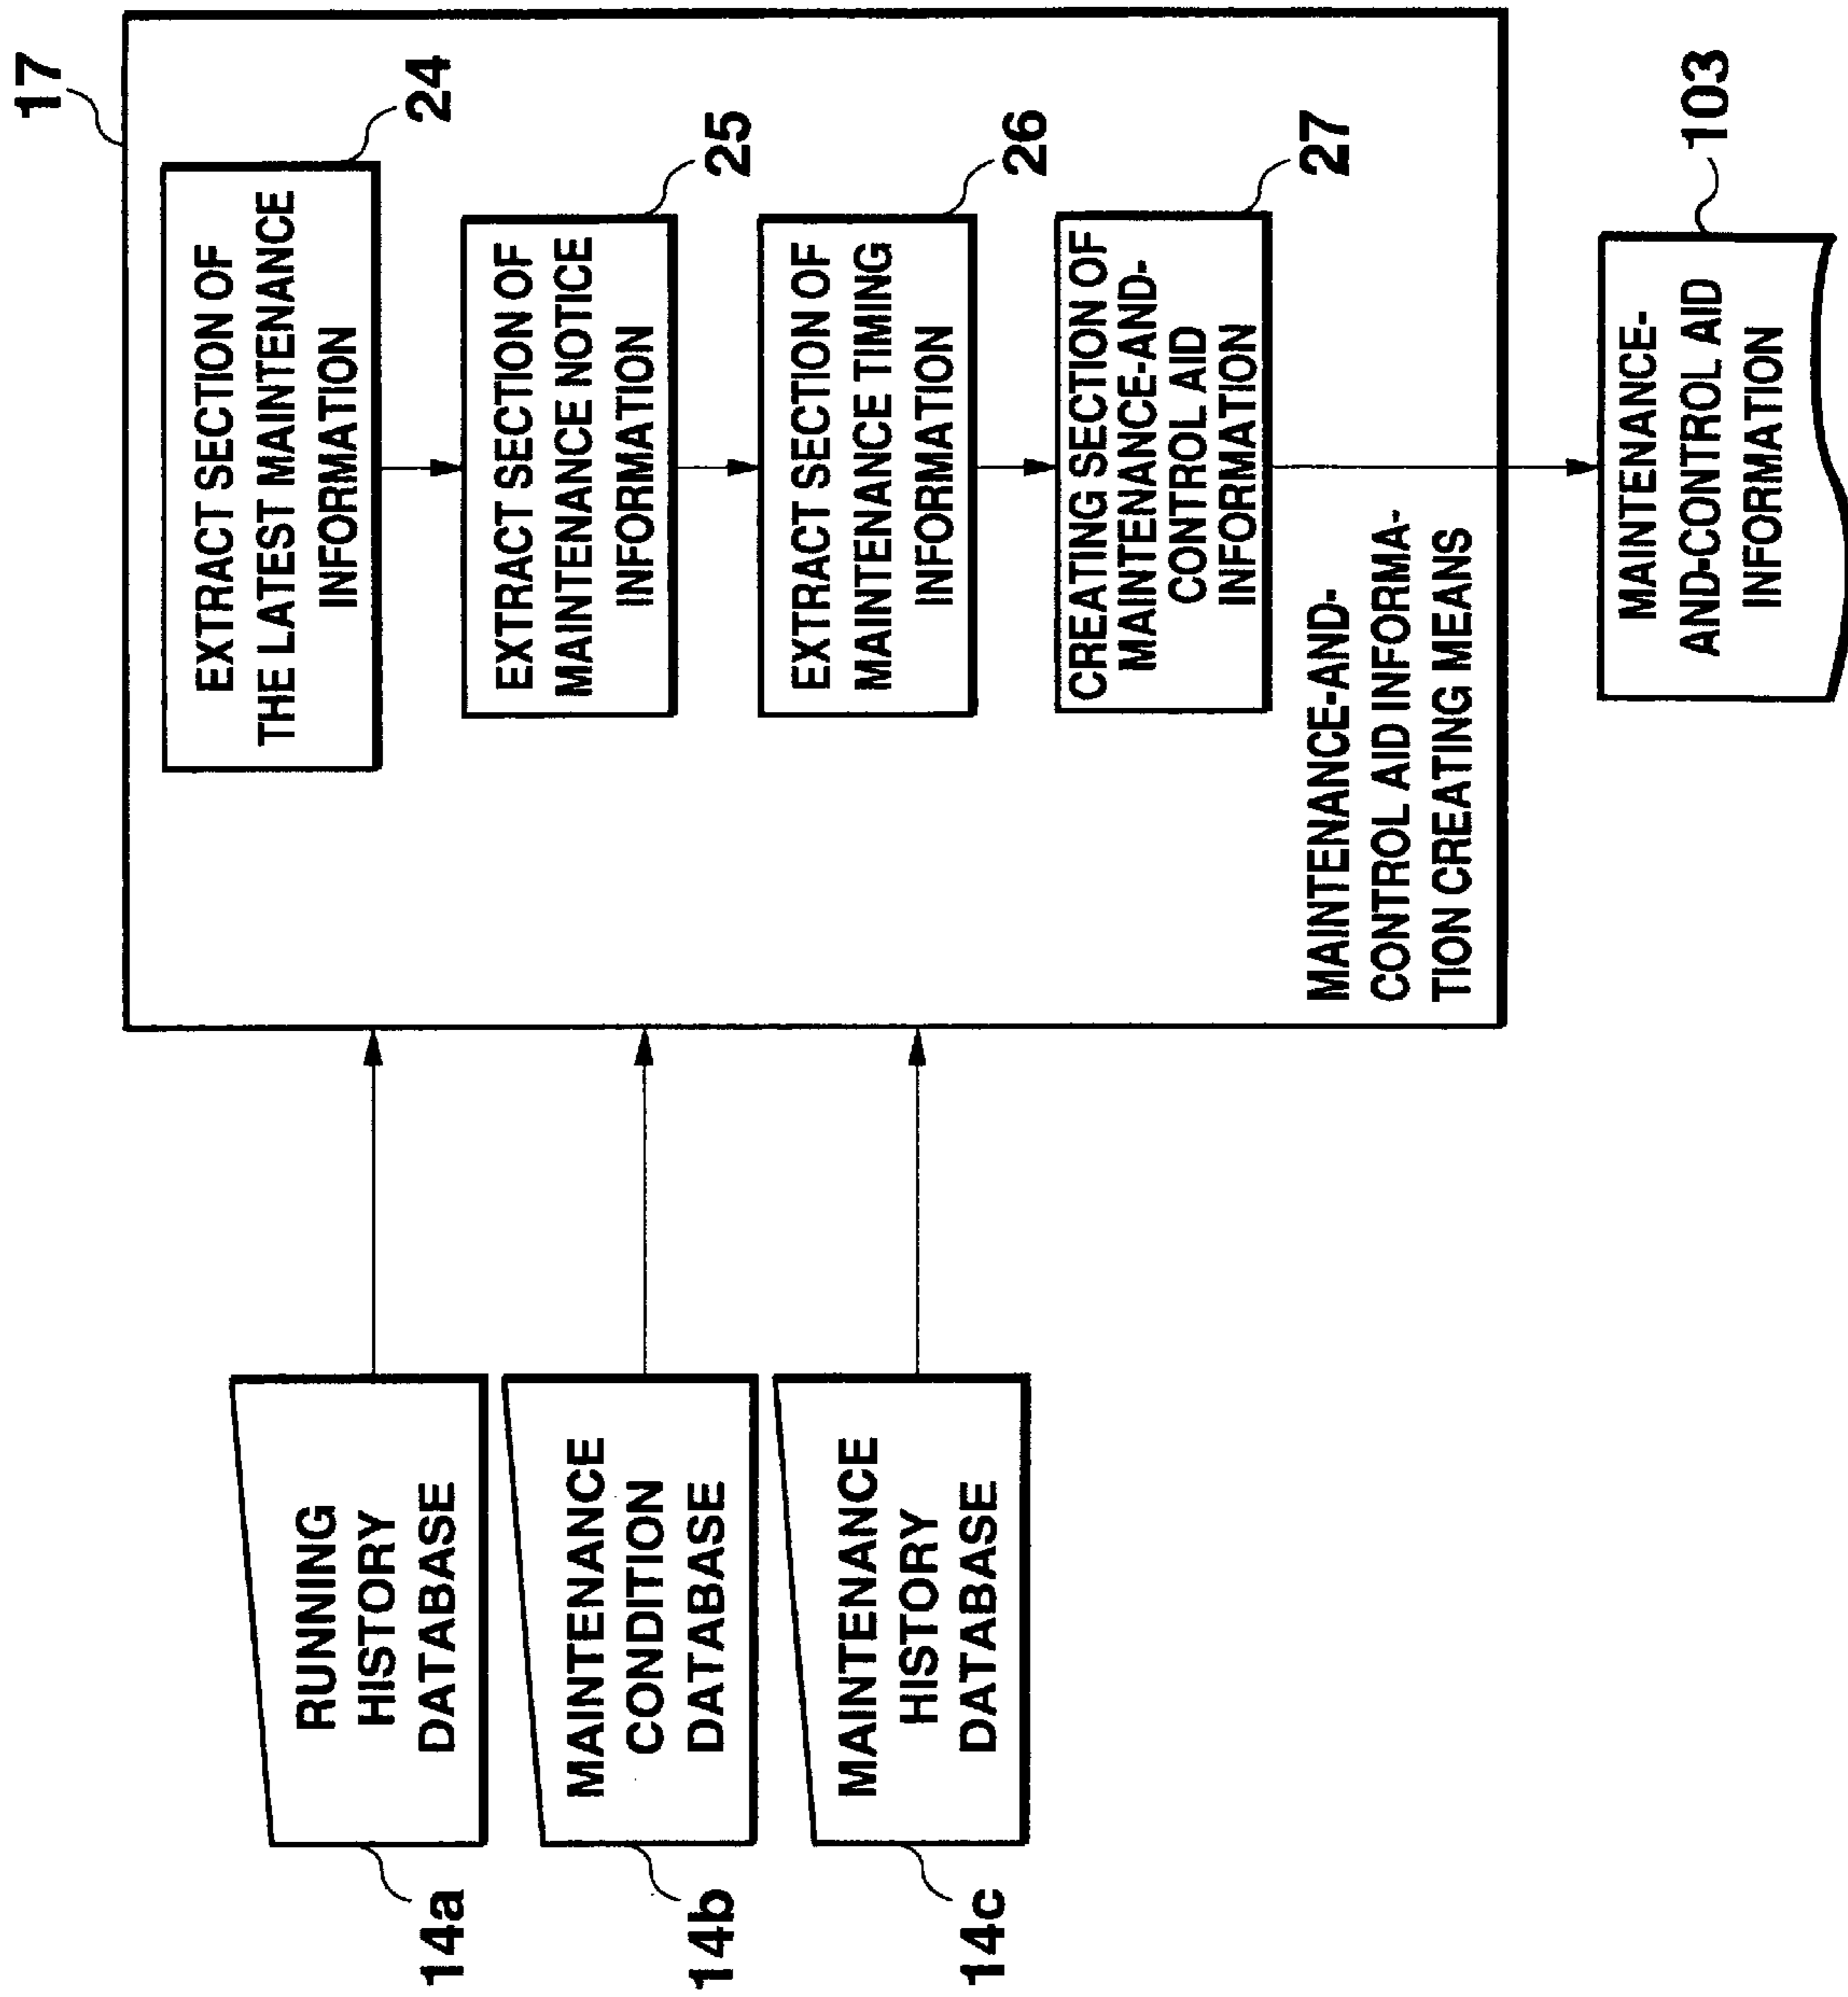 17
EXTRACT SECTION OF
THE LATEST MAINTENANCE
INFORMATION
24
EXTRACT SECTION OF
MAINTENANCE NOTICE
INFORMATION
25
EXTRACT SECTION OF
MAINTENANCE TIMING
INFORMATION
26
CREATING SECTION OF
MAINTENANCE-AND-
CONTROL AID
INFORMATION
27
MAINTENANCE-AND-
CONTROL AID INFORMA-
TION CREATING MEANS
14a
RUNNING
HISTORY
DATABASE
14b
MAINTENANCE
CONDITION
DATABASE
14c
MAINTENANCE
HISTORY
DATABASE
MAINTENANCE-
AND-CONTROL AID
INFORMATION
103